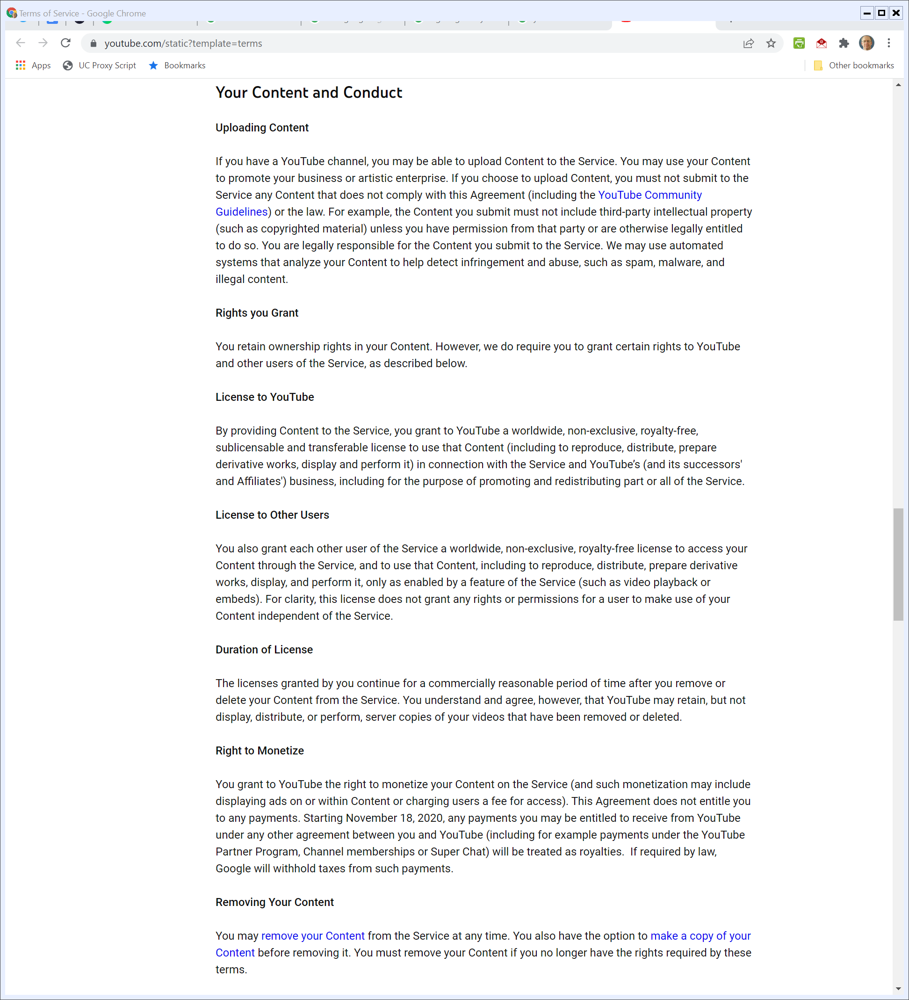 Terms of Service - Google Chrome
youtube.com/static?template=terms
Apps
UC Proxy Script
Bookmarks
Other bookmarks
Your Content and Conduct
Uploading Content
If you have a YouTube channel, you may be able to upload Content to the Service. You may use your Content
to promote your business or artistic enterprise. If you choose to upload Content, you must not submit to the
Service any Content that does not comply with this Agreement (including the YouTube Community
Guidelines) or the law. For example, the Content you submit must not include third-party intellectual property
(such as copyrighted material) unless you have permission from that party or are otherwise legally entitled
to do so. You are legally responsible for the Content you submit to the Service. We may use automated
systems that analyze your Content to help detect infringement and abuse, such as spam, malware, and
illegal content.
Rights you Grant
You retain ownership rights in your Content. However, we do require you to grant certain rights to YouTube
and other users of the Service, as described below.
License to YouTube
By providing Content to the Service, you grant to YouTube a worldwide, non-exclusive, royalty-free,
sublicensable and transferable license to use that Content (including to reproduce, distribute, prepare
derivative works, display and perform it) in connection with the Service and YouTube’s (and its successors'
and Affiliates') business, including for the purpose of promoting and redistributing part or all of the Service.
License to Other Users
You also grant each other user of the Service a worldwide, non-exclusive, royalty-free license to access your
Content through the Service, and to use that Content, including to reproduce, distribute, prepare derivative
works, display, and perform it, only as enabled by a feature of the Service (such as video playback or
embeds). For clarity, this license does not grant any rights or permissions for a user to make use of your
Content independent of the Service.
Duration of License
The licenses granted by you continue for a commercially reasonable period of time after you remove or
delete your Content from the Service. You understand and agree, however, that YouTube may retain, but not
display, distribute, or perform, server copies of your videos that have been removed or deleted.
Right to Monetize
You grant to YouTube the right to monetize your Content on the Service (and such monetization may include
displaying ads on or within Content or charging users a fee for access). This Agreement does not entitle you
to any payments. Starting November 18, 2020, any payments you may be entitled to receive from YouTube
under any other agreement between you and YouTube (including for example payments under the YouTube
Partner Program, Channel memberships or Super Chat) will be treated as royalties.  If required by law,
Google will withhold taxes from such payments.
Removing Your Content
You may remove your Content from the Service at any time. You also have the option to make a copy of your
Content before removing it. You must remove your Content if you no longer have the rights required by these
terms.